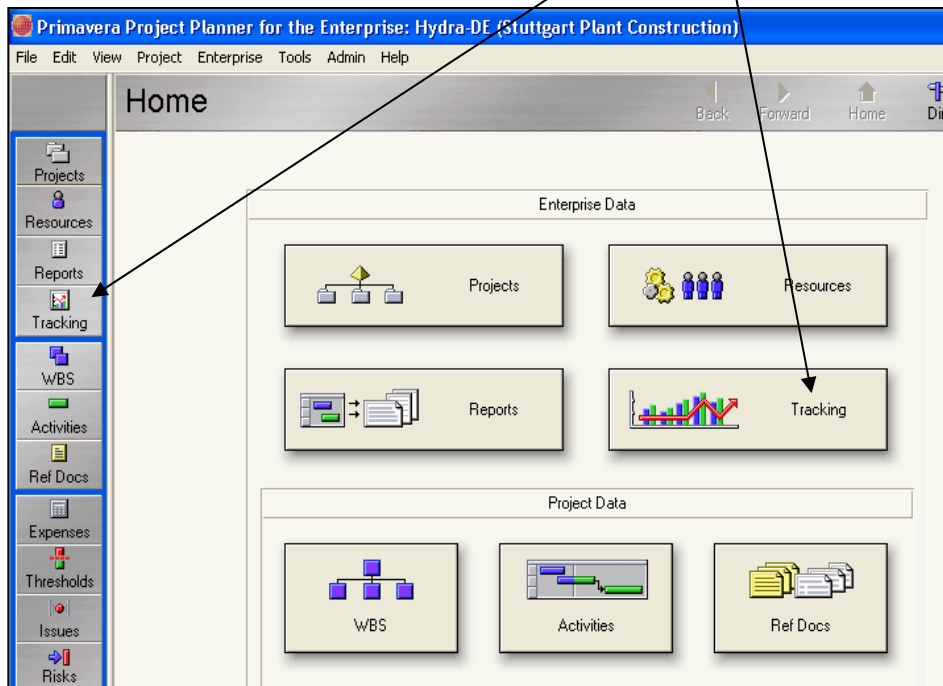 Primavera Project Planner for the Enterprise: Hydra-DE (Stuttgart Plant Construction)
File Edit View Project Enterprise Tools Admin Help
Home
Back Forward Home
Projects
Resources
Reports
Tracking
WBS
Activities
Ref Docs
Expenses
Thresholds
Issues
Risks
Enterprise Data
Projects Resources
Reports Tracking
Project Data
WBS Activities Ref Docs